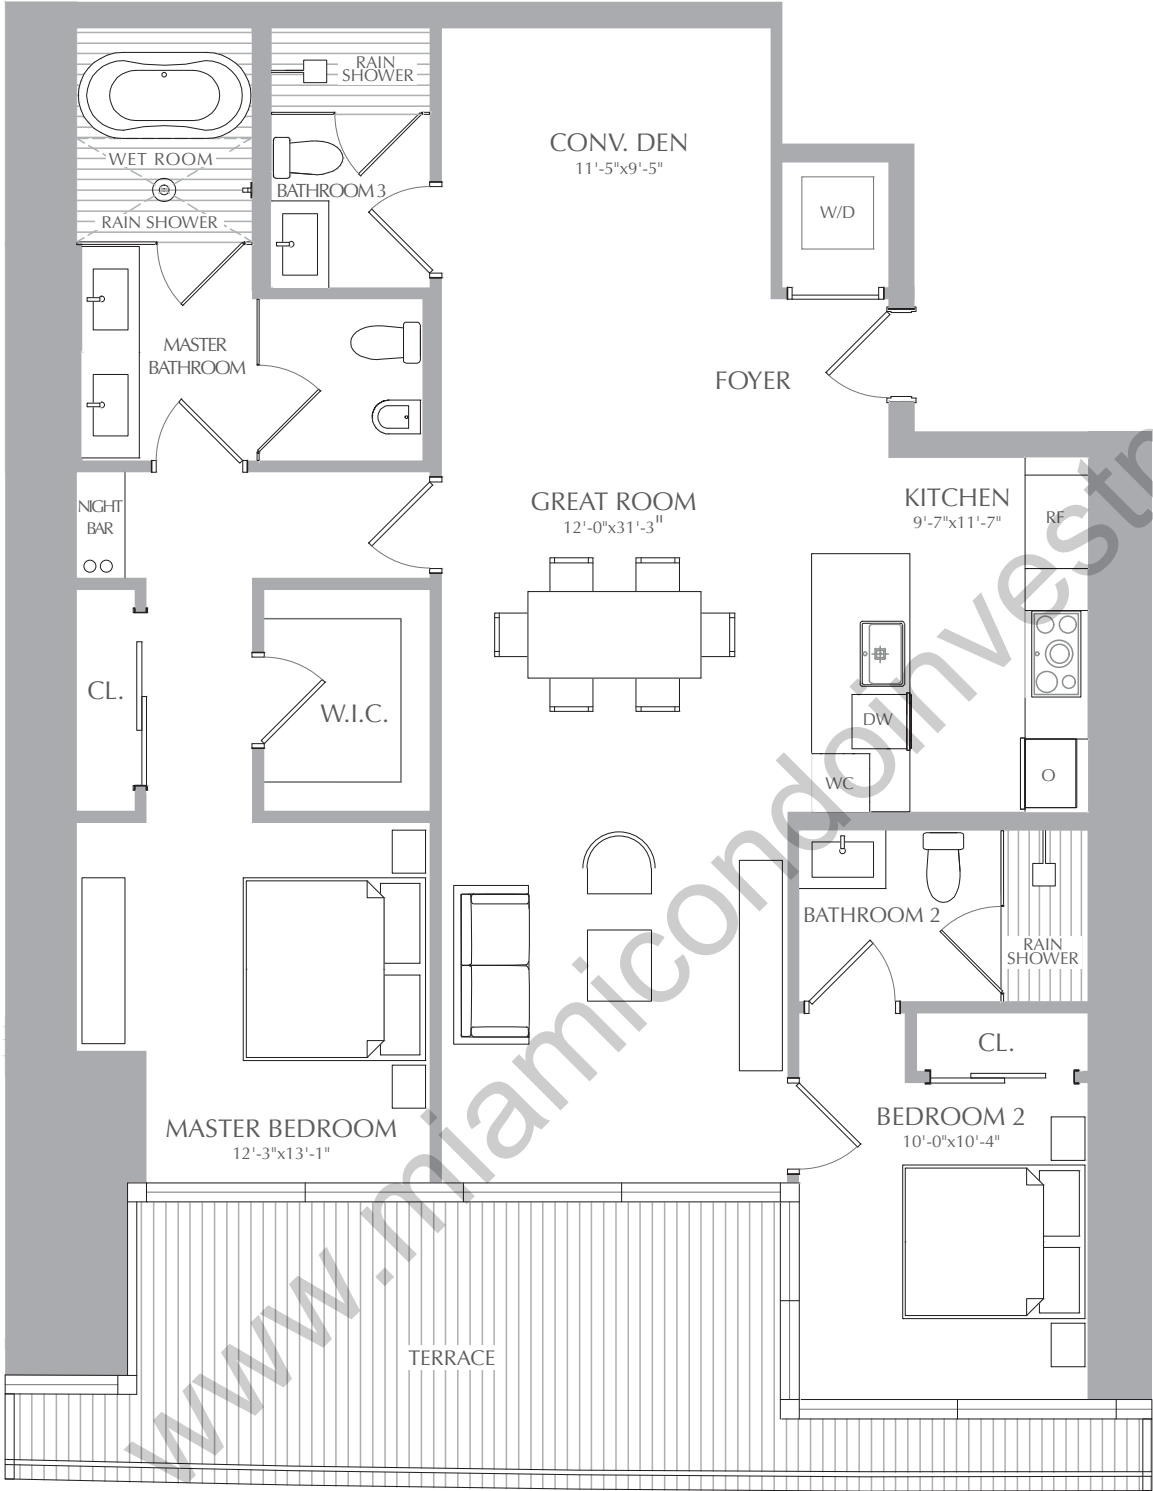 RAIN
SHOWER
CONV. DEN
11'-5"x9'-5"
WET ROOM
BATHROOM 3
RAIN SHOWER
W/D
MASTER
BATHROOM
FOYER
NIGHT
BAR
GREAT ROOM
12'-0"x31'-3"
KITCHEN
9'-7"x11'-7"
RF
CL.
W.I.C.
DW
WC
O
BATHROOM 2
RAIN
SHOWER
CL.
MASTER BEDROOM
12'-3"x13'-1"
BEDROOM 2
10'-0"x10'-4"
TERRACE
www.miamicondoinvestm